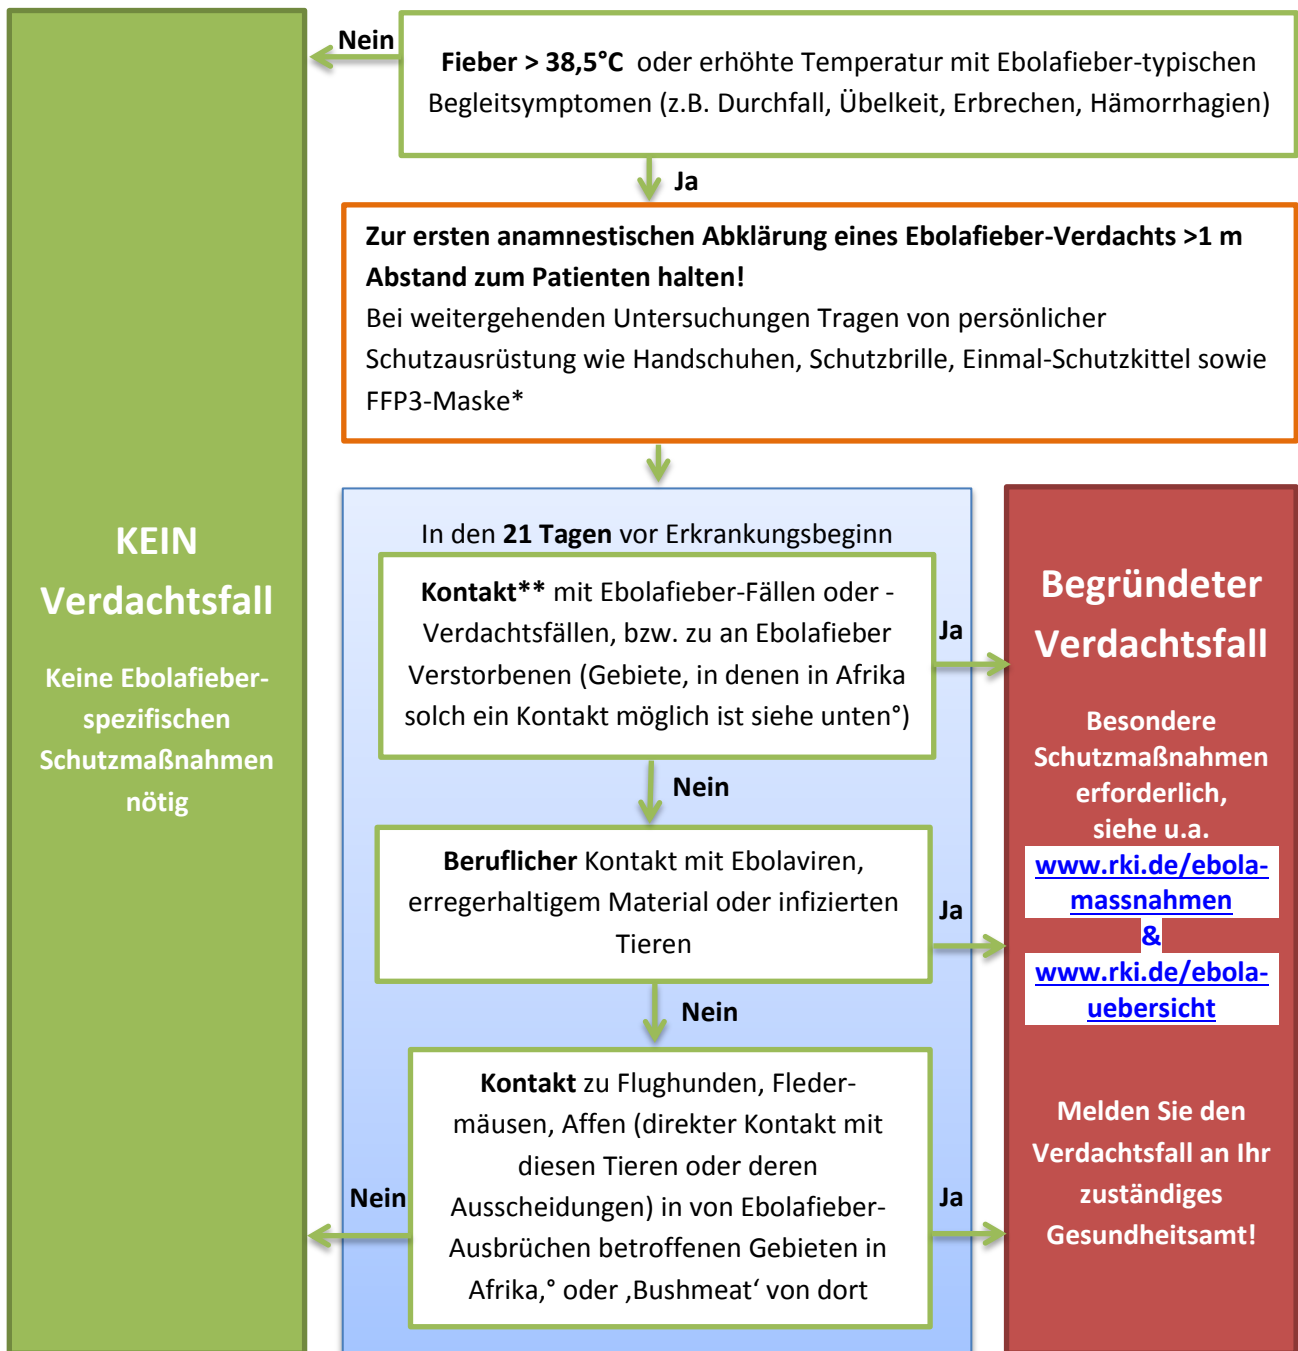 Nein
Fieber > 38,5°C oder erhöhte Temperatur mit Ebolafieber-typischen
Begleitsymptomen (z.B. Durchfall, Übelkeit, Erbrechen, Hämorrhagien)
Ja
Zur ersten anamnestischen Abklärung eines Ebolafieber-Verdachts >1 m
Abstand zum Patienten halten!
Bei weitergehenden Untersuchungen Tragen von persönlicher
Schutzausrüstung wie Handschuhen, Schutzbrille, Einmal-Schutzkittel sowie
FFP3-Maske*
KEIN
Verdachtsfall
Keine Ebolafieber-
spezifischen
Schutzmaßnahmen
nötig
In den 21 Tagen vor Erkrankungsbeginn
Kontakt** mit Ebolafieber-Fällen oder -
Verdachtsfällen, bzw. zu an Ebolafieber
Verstorbenen (Gebiete, in denen in Afrika
solch ein Kontakt möglich ist siehe unten°)
Ja
Nein
Beruflicher Kontakt mit Ebolaviren,
erregerhaltigem Material oder infizierten
Tieren
Ja
Nein
Kontakt zu Flughunden, Fleder-
mäusen, Affen (direkter Kontakt mit
diesen Tieren oder deren
Ausscheidungen) in von Ebolafieber-
Ausbrüchen betroffenen Gebieten in
Afrika,° oder ‚Bushmeat‘ von dort
Nein
Ja
Begründeter
Verdachtsfall
Besondere
Schutzmaßnahmen
erforderlich,
siehe u.a.
www.rki.de/ebola-
massnahmen
&
www.rki.de/ebola-
uebersicht
Melden Sie den
Verdachtsfall an Ihr
zuständiges
Gesundheitsamt!